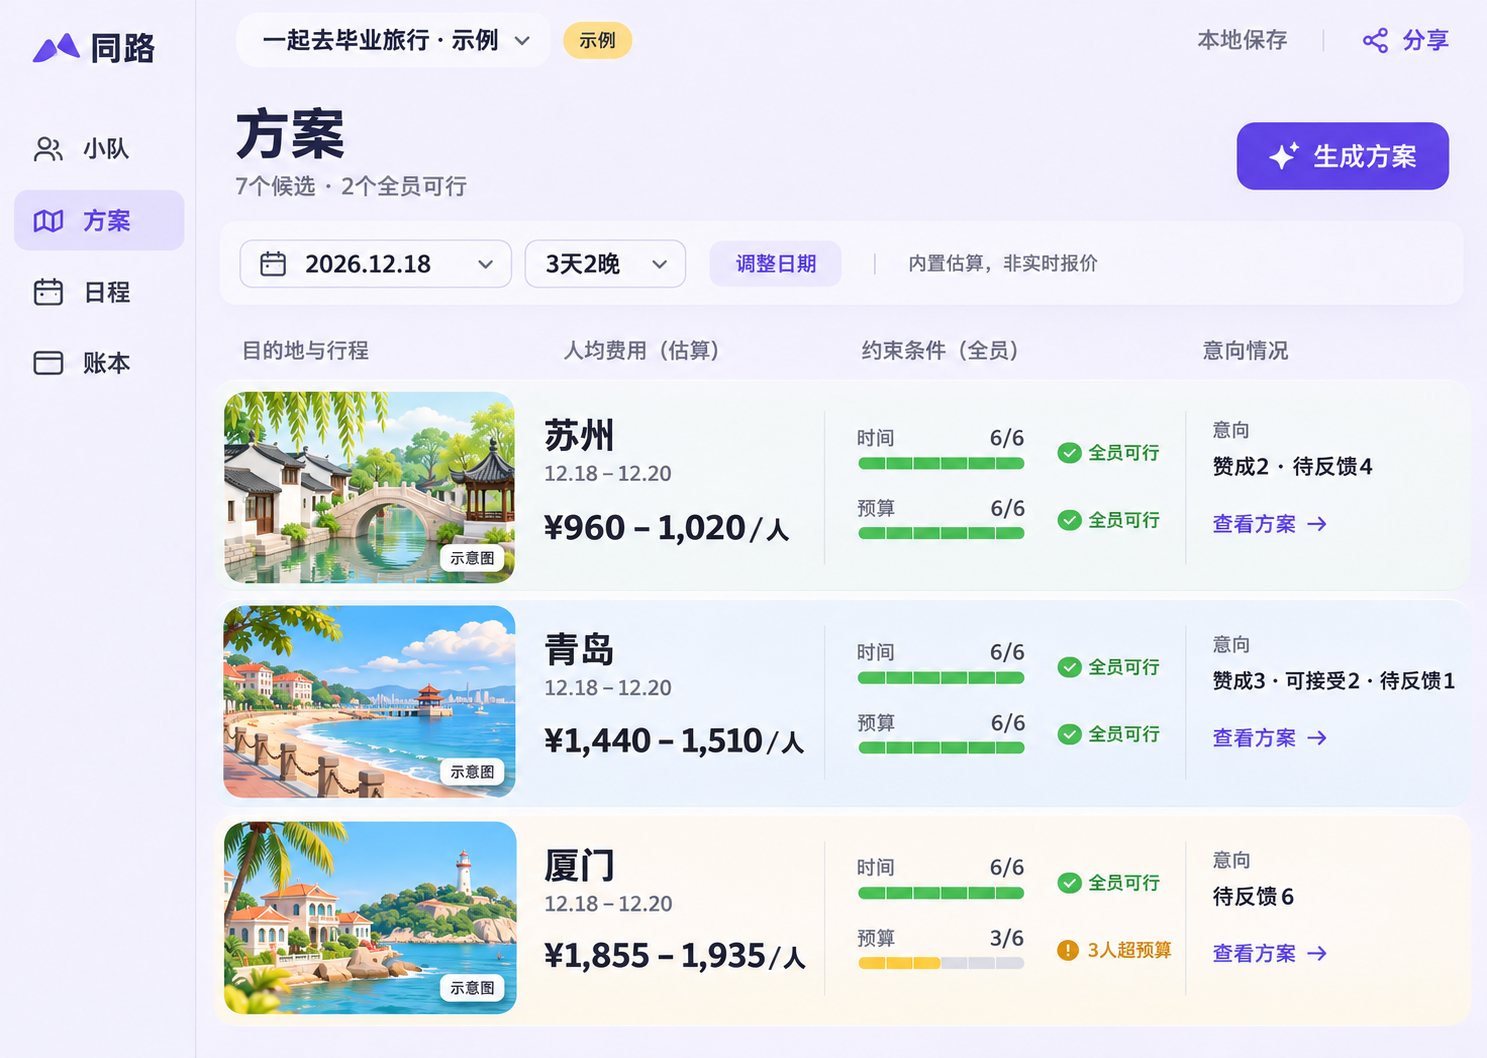 同路
一起去毕业旅行 · 示例
示例
本地保存
分享
小队
方案
日程
账本
方案
7个候选 · 2个全员可行
生成方案
2026.12.18
3天2晚
调整日期
内置估算，非实时报价
目的地与行程
人均费用（估算）
约束条件（全员）
意向情况
示意图
苏州
12.18 – 12.20
¥960 – 1,020 / 人
时间 6/6
全员可行
预算 6/6
全员可行
意向
赞成2 · 待反馈4
查看方案 →
示意图
青岛
12.18 – 12.20
¥1,440 – 1,510 / 人
时间 6/6
全员可行
预算 6/6
全员可行
意向
赞成3 · 可接受2 · 待反馈1
查看方案 →
示意图
厦门
12.18 – 12.20
¥1,855 – 1,935 / 人
时间 6/6
全员可行
预算 3/6
3人超预算
意向
待反馈 6
查看方案 →